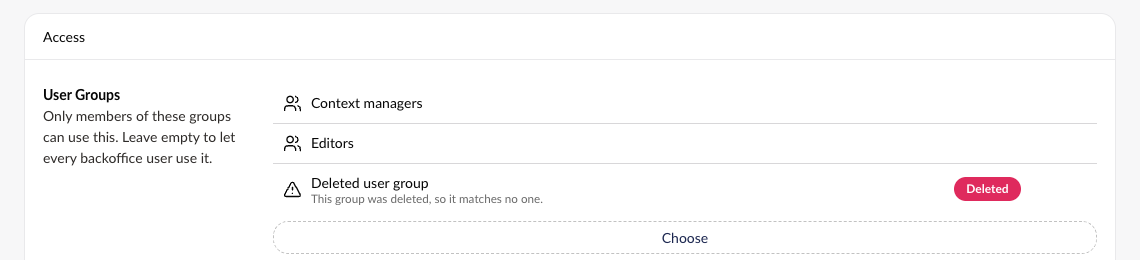 Access
User Groups
Only members of these groups
can use this. Leave empty to let
every backoffice user use it.
Context managers
Editors
Deleted user group
This group was deleted, so it matches no one.
Deleted
Choose